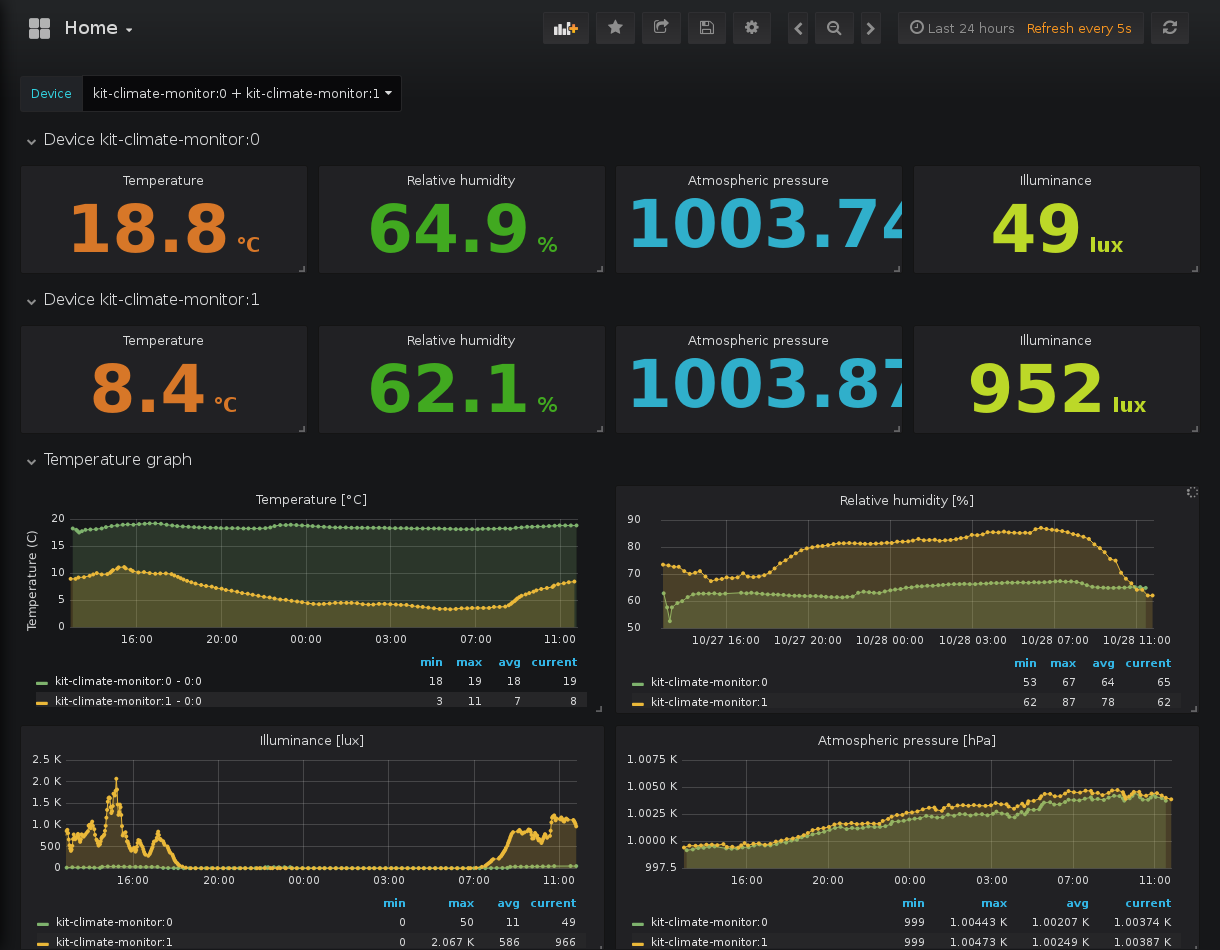 Home
Last 24 hours Refresh every 5s
Device kit-climate-monitor:0 + kit-climate-monitor:1
Device kit-climate-monitor:0
Temperature
18.8 °C
Relative humidity
64.9 %
Atmospheric pressure
1003.74
Illuminance
49 lux
Device kit-climate-monitor:1
Temperature
8.4 °C
Relative humidity
62.1 %
Atmospheric pressure
1003.87
Illuminance
952 lux
Temperature graph
Temperature [°C]
Temperature (C)
20
15
10
5
0
16:00 20:00 00:00 03:00 07:00 11:00
min max avg current
kit-climate-monitor:0 - 0:0 18 19 18 19
kit-climate-monitor:1 - 0:0 3 11 7 8
Relative humidity [%]
90
80
70
60
50
10/27 16:00 10/27 20:00 10/28 00:00 10/28 03:00 10/28 07:00 10/28 11:00
min max avg current
kit-climate-monitor:0 53 67 64 65
kit-climate-monitor:1 62 87 78 62
Illuminance [lux]
2.5 K
2.0 K
1.5 K
1.0 K
500
0
16:00 20:00 00:00 03:00 07:00 11:00
min max avg current
kit-climate-monitor:0 0 50 11 49
kit-climate-monitor:1 0 2.067 K 586 966
Atmospheric pressure [hPa]
1.0075 K
1.0050 K
1.0025 K
1.0000 K
997.5
16:00 20:00 00:00 03:00 07:00 11:00
min max avg current
kit-climate-monitor:0 999 1.00443 K 1.00207 K 1.00374 K
kit-climate-monitor:1 999 1.00473 K 1.00249 K 1.00387 K